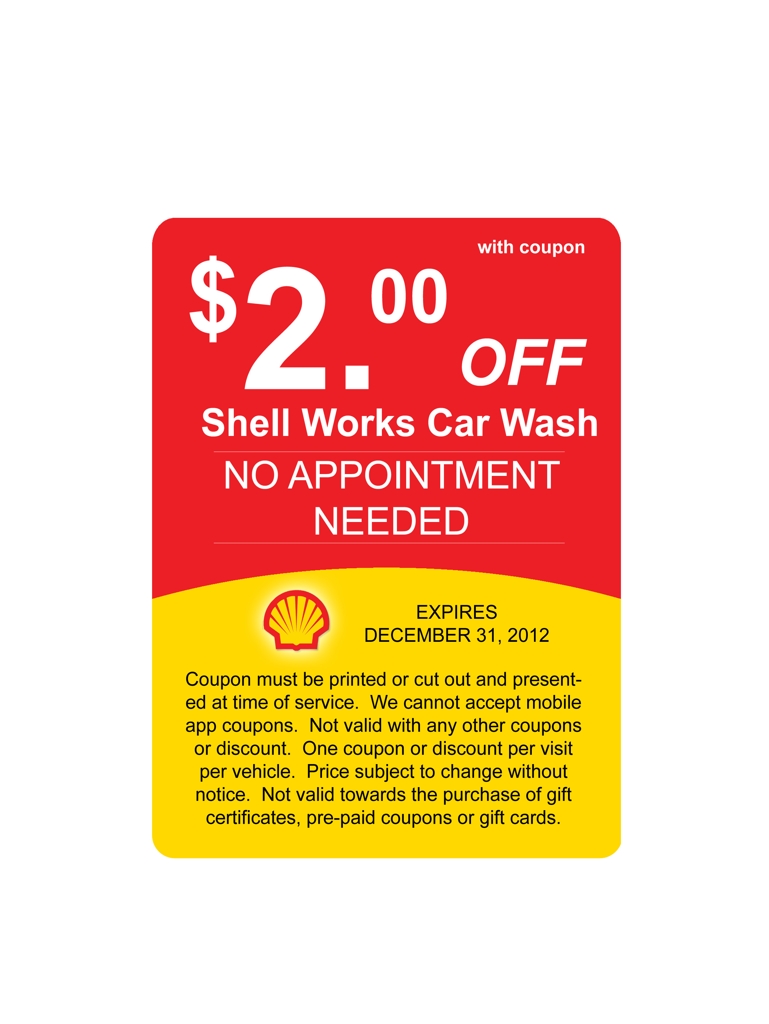 with coupon
$2.00
OFF
Shell Works Car Wash
NO APPOINTMENT
NEEDED
EXPIRES
DECEMBER 31, 2012
Coupon must be printed or cut out and present-
ed at time of service.  We cannot accept mobile
app coupons.  Not valid with any other coupons
or discount.  One coupon or discount per visit
per vehicle.  Price subject to change without
notice.  Not valid towards the purchase of gift
certificates, pre-paid coupons or gift cards.